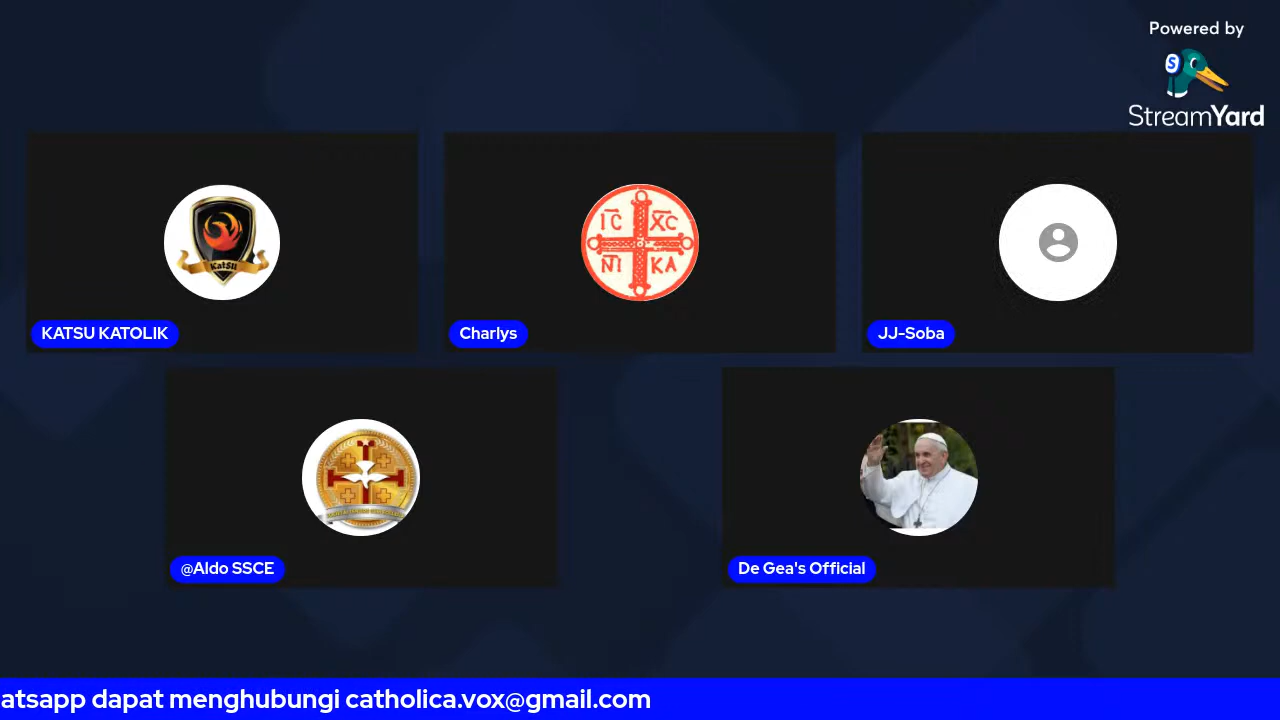 Powered by
S
StreamYard
KatSU
IC XC
NI KA
KATSU KATOLIK
Charlys
JJ-Soba
@Aldo SSCE
De Gea's Official
atsapp dapat menghubungi catholica.vox@gmail.com